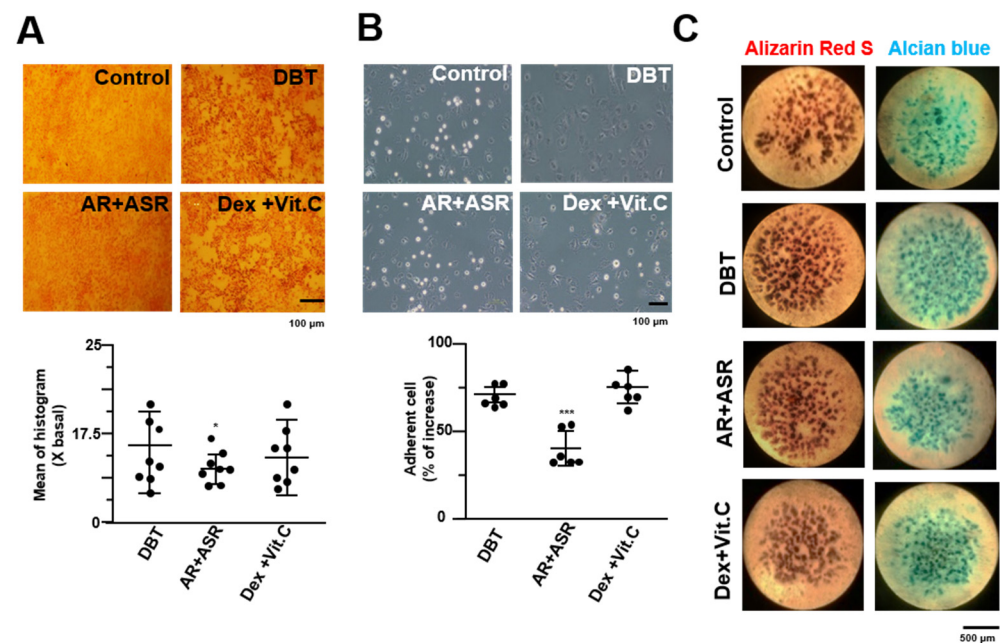 A
Control
DBT
AR+ASR
Dex +Vit.C
100 µm
25
17.5
0
Mean of histogram
(X basal)
*
DBT
AR+ASR
Dex +Vit.C
B
Control
DBT
AR+ASR
Dex +Vit.C
100 µm
100
50
0
Adherent cell
(% of increase)
***
DBT
AR+ASR
Dex +Vit.C
C
Alizarin Red S
Alcian blue
Control
DBT
AR+ASR
Dex+Vit.C
500 µm